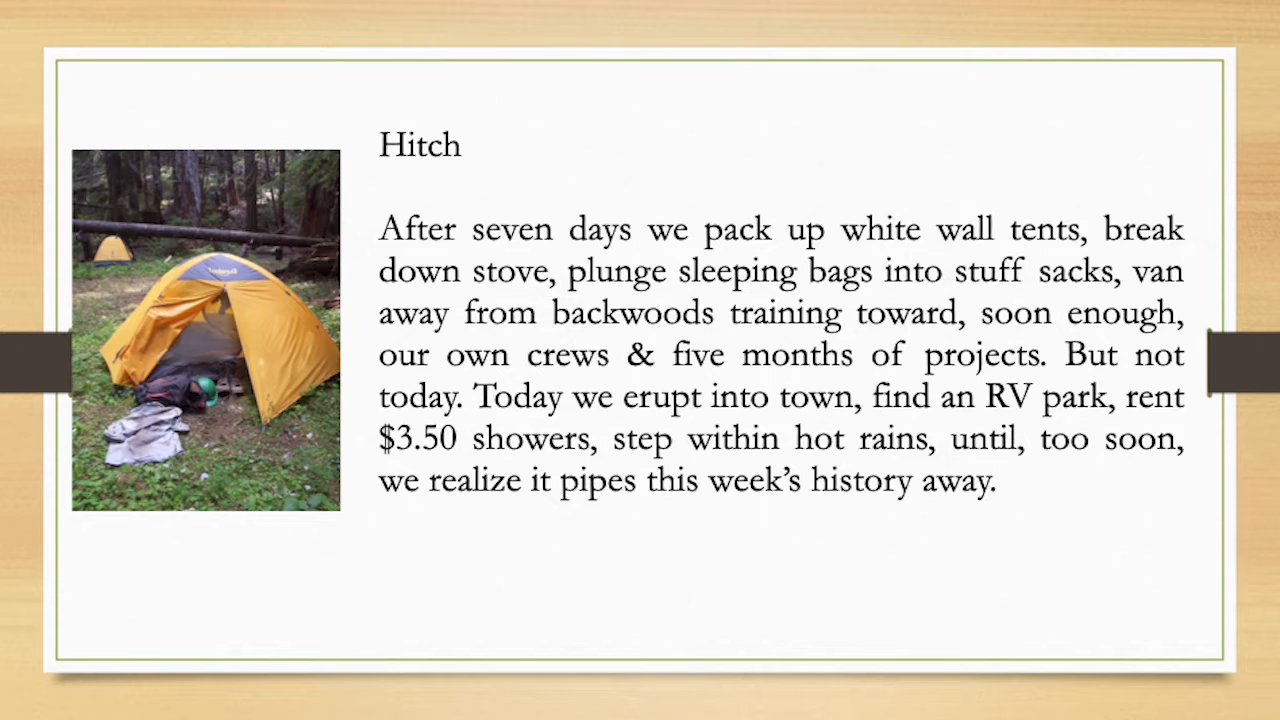 Hitch
After seven days we pack up white wall tents, break
down stove, plunge sleeping bags into stuff sacks, van
away from backwoods training toward, soon enough,
our own crews & five months of projects. But not
today. Today we erupt into town, find an RV park, rent
$3.50 showers, step within hot rains, until, too soon,
we realize it pipes this week’s history away.